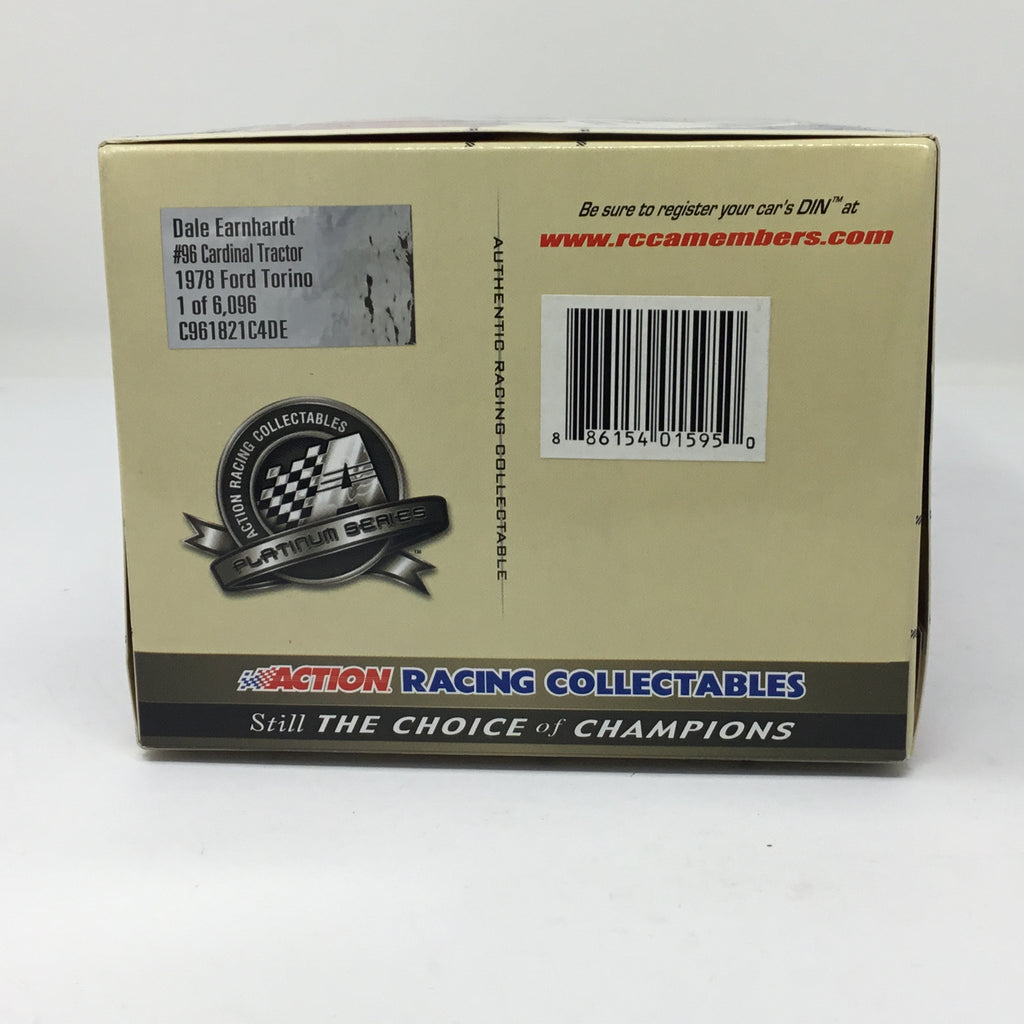 Dale Earnhardt
#96 Cardinal Tractor
1978 Ford Torino
1 of 6,096
C961821C4DE
ACTION RACING COLLECTABLES
A
PLATINUM SERIES™
AUTHENTIC RACING COLLECTABLE
Be sure to register your car's DIN™ at
www.rccamembers.com
8 86154 01595 0
ACTION RACING COLLECTABLES
Still THE CHOICE of CHAMPIONS